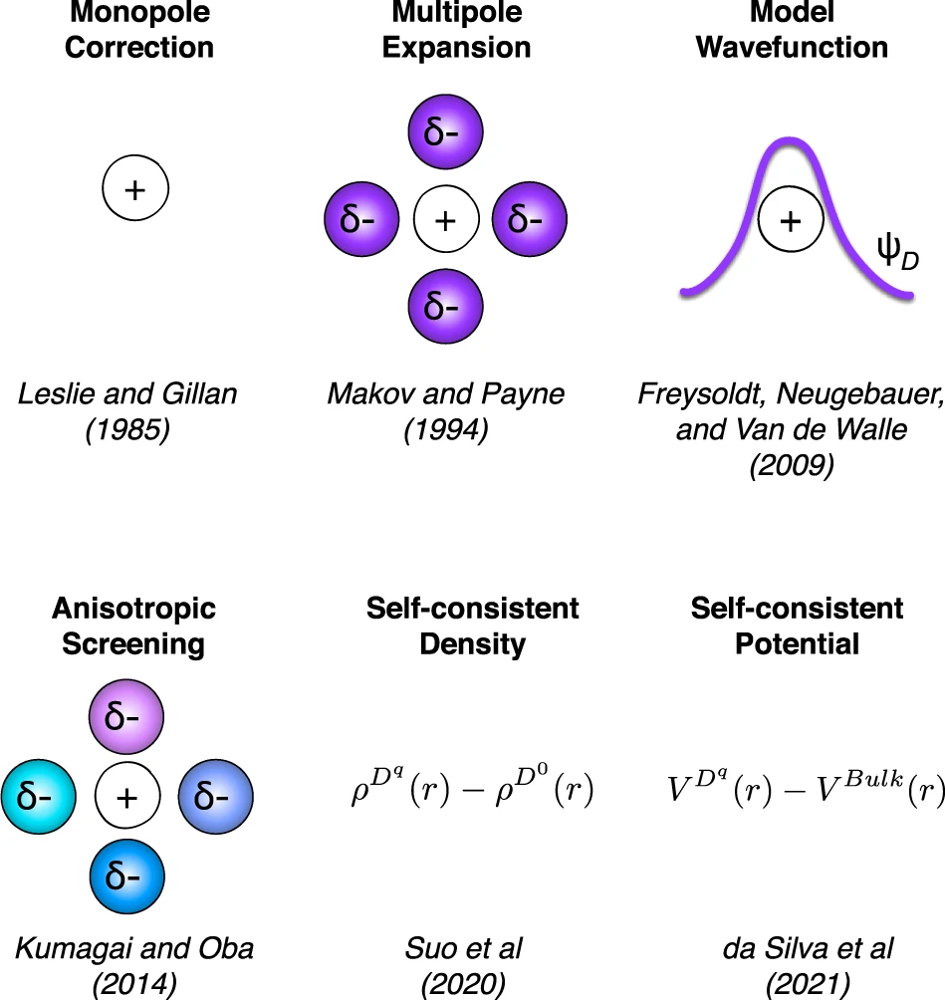 Monopole
Correction
+
Leslie and Gillan
(1985)
Multipole
Expansion
δ-
δ- + δ-
δ-
Makov and Payne
(1994)
Model
Wavefunction
+
ψD
Freysoldt, Neugebauer,
and Van de Walle
(2009)
Anisotropic
Screening
δ-
δ- + δ-
δ-
Kumagai and Oba
(2014)
Self-consistent
Density
ρ^{D^q}(r) − ρ^{D^0}(r)
Suo et al
(2020)
Self-consistent
Potential
V^{D^q}(r) − V^{Bulk}(r)
da Silva et al
(2021)